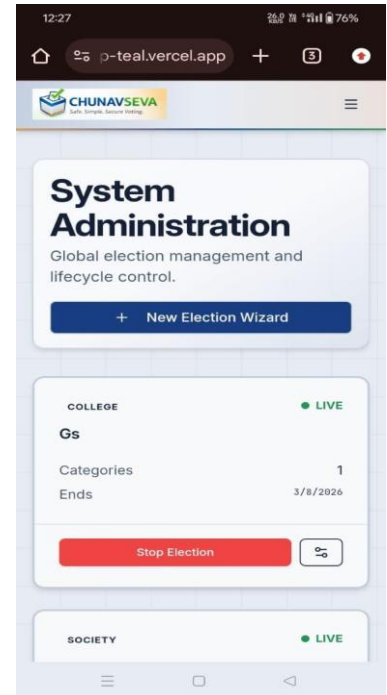 12:27
76%
p-teal.vercel.app
3
CHUNAVSEVA
Safe. Simple. Secure Voting.
System
Administration
Global election management and
lifecycle control.
+ New Election Wizard
COLLEGE
LIVE
Gs
Categories 1
Ends 3/8/2026
Stop Election
SOCIETY
LIVE